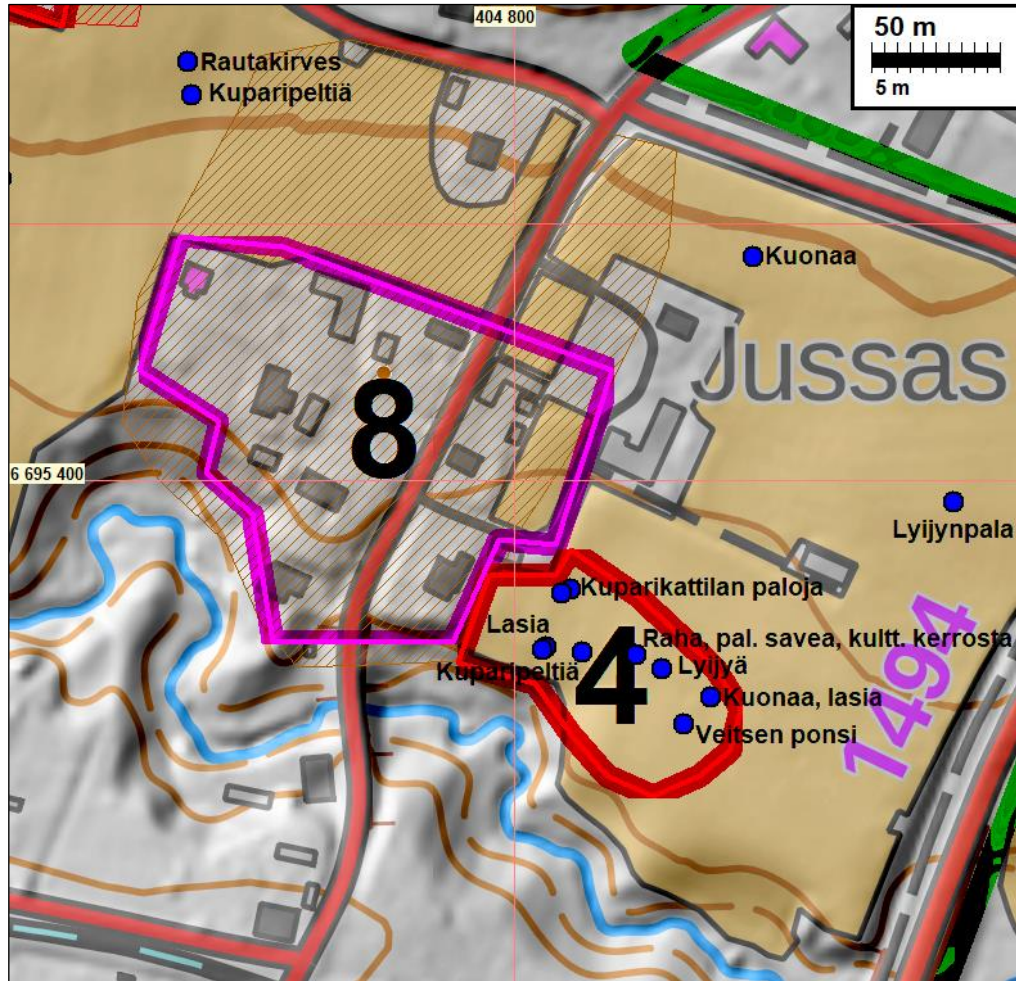 404 800
50 m
5 m
Rautakirves
Kuparipeltiä
Kuonaa
Jussas
8
6 695 400
Lyijynpala
Kuparikattilan paloja
Lasia
Raha, pal. savea, kultt. kerrosta
Kuparipeltiä
4
Lyijyä
Kuonaa, lasia
Veitsen ponsi
1494